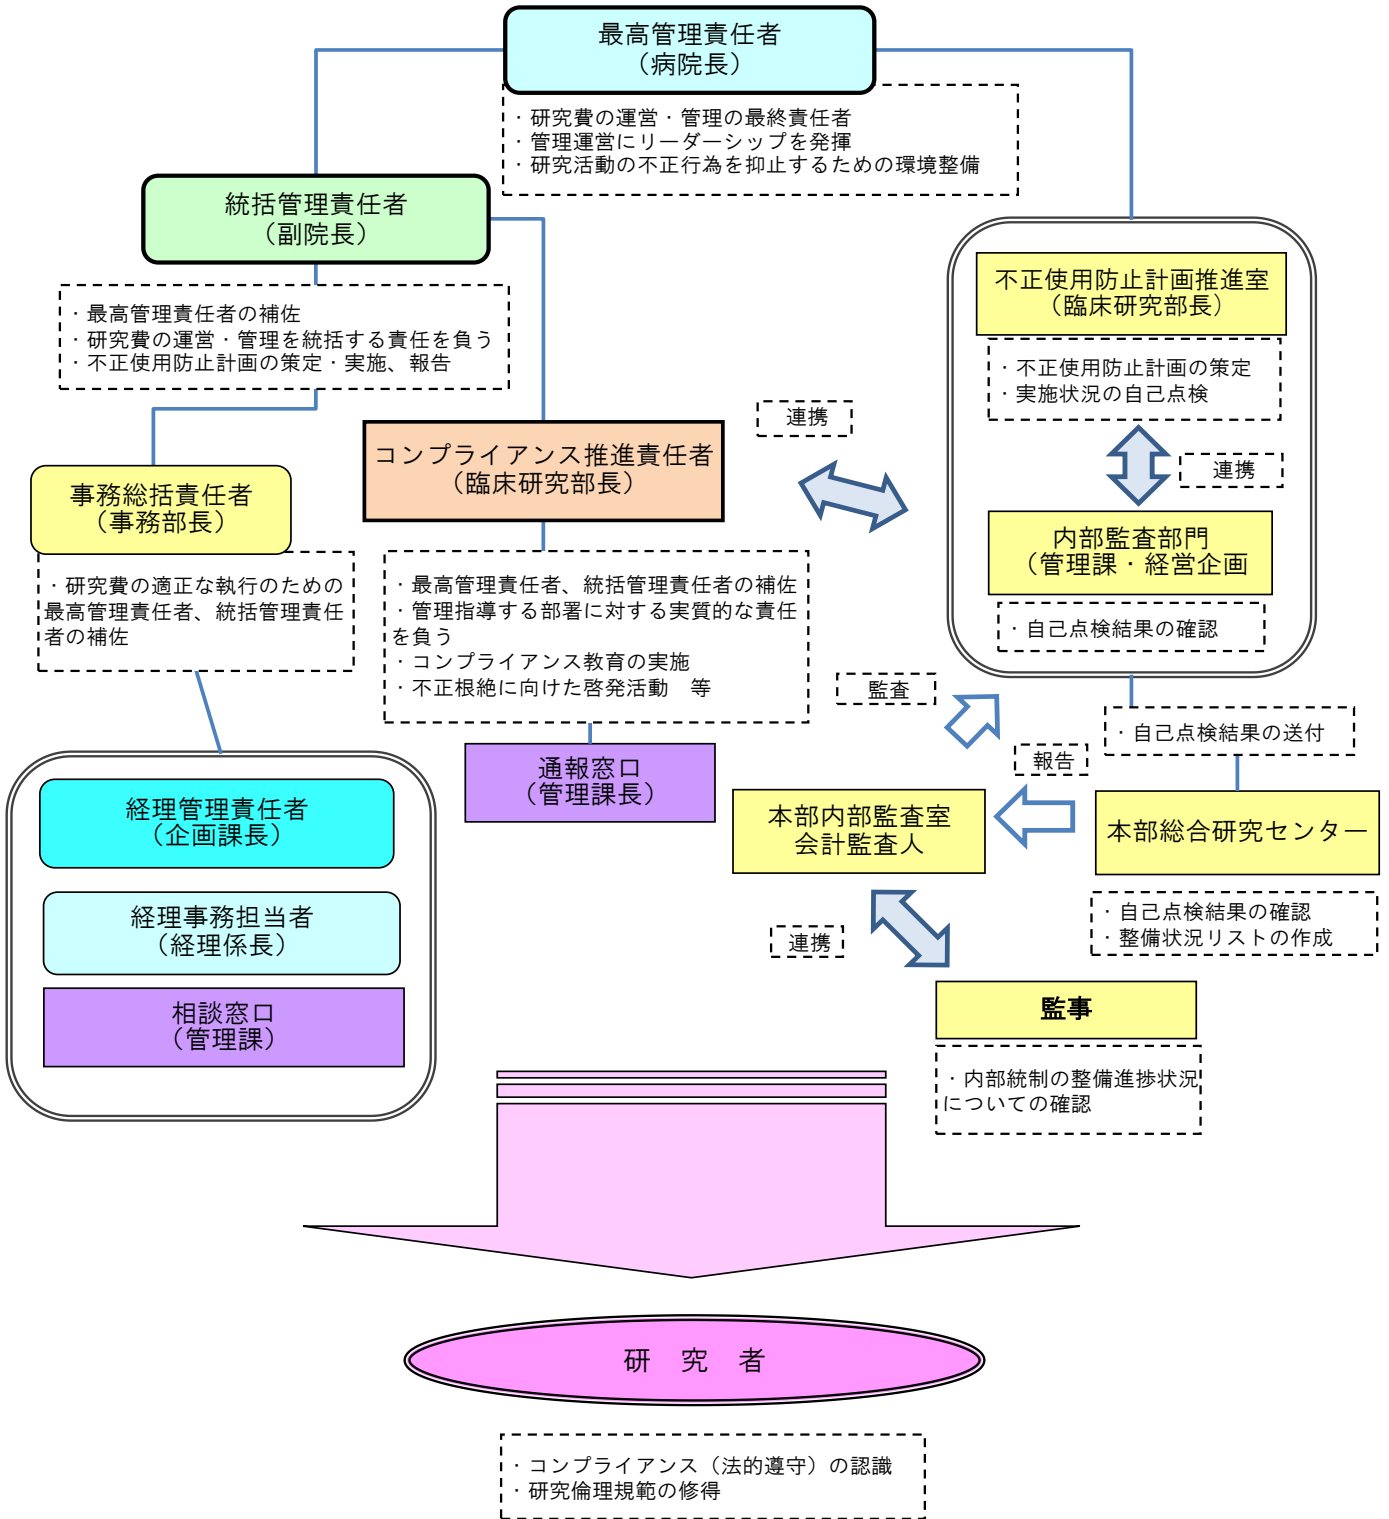 最高管理責任者
（病院長）
・研究費の運営・管理の最終責任者
・管理運営にリーダーシップを発揮
・研究活動の不正行為を抑止するための環境整備
統括管理責任者
（副院長）
・最高管理責任者の補佐
・研究費の運営・管理を統括する責任を負う
・不正使用防止計画の策定・実施、報告
不正使用防止計画推進室
（臨床研究部長）
・不正使用防止計画の策定
・実施状況の自己点検
連携
内部監査部門
（管理課・経営企画
・自己点検結果の確認
連携
コンプライアンス推進責任者
（臨床研究部長）
・最高管理責任者、統括管理責任者の補佐
・管理指導する部署に対する実質的な責任
を負う
・コンプライアンス教育の実施
・不正根絶に向けた啓発活動　等
事務総括責任者
（事務部長）
・研究費の適正な執行のための
最高管理責任者、統括管理責任
者の補佐
通報窓口
（管理課長）
経理管理責任者
（企画課長）
経理事務担当者
（経理係長）
相談窓口
（管理課）
監査
・自己点検結果の送付
報告
本部内部監査室
会計監査人
本部総合研究センター
・自己点検結果の確認
・整備状況リストの作成
連携
監事
・内部統制の整備進捗状況
についての確認
研　究　者
・コンプライアンス（法的遵守）の認識
・研究倫理規範の修得